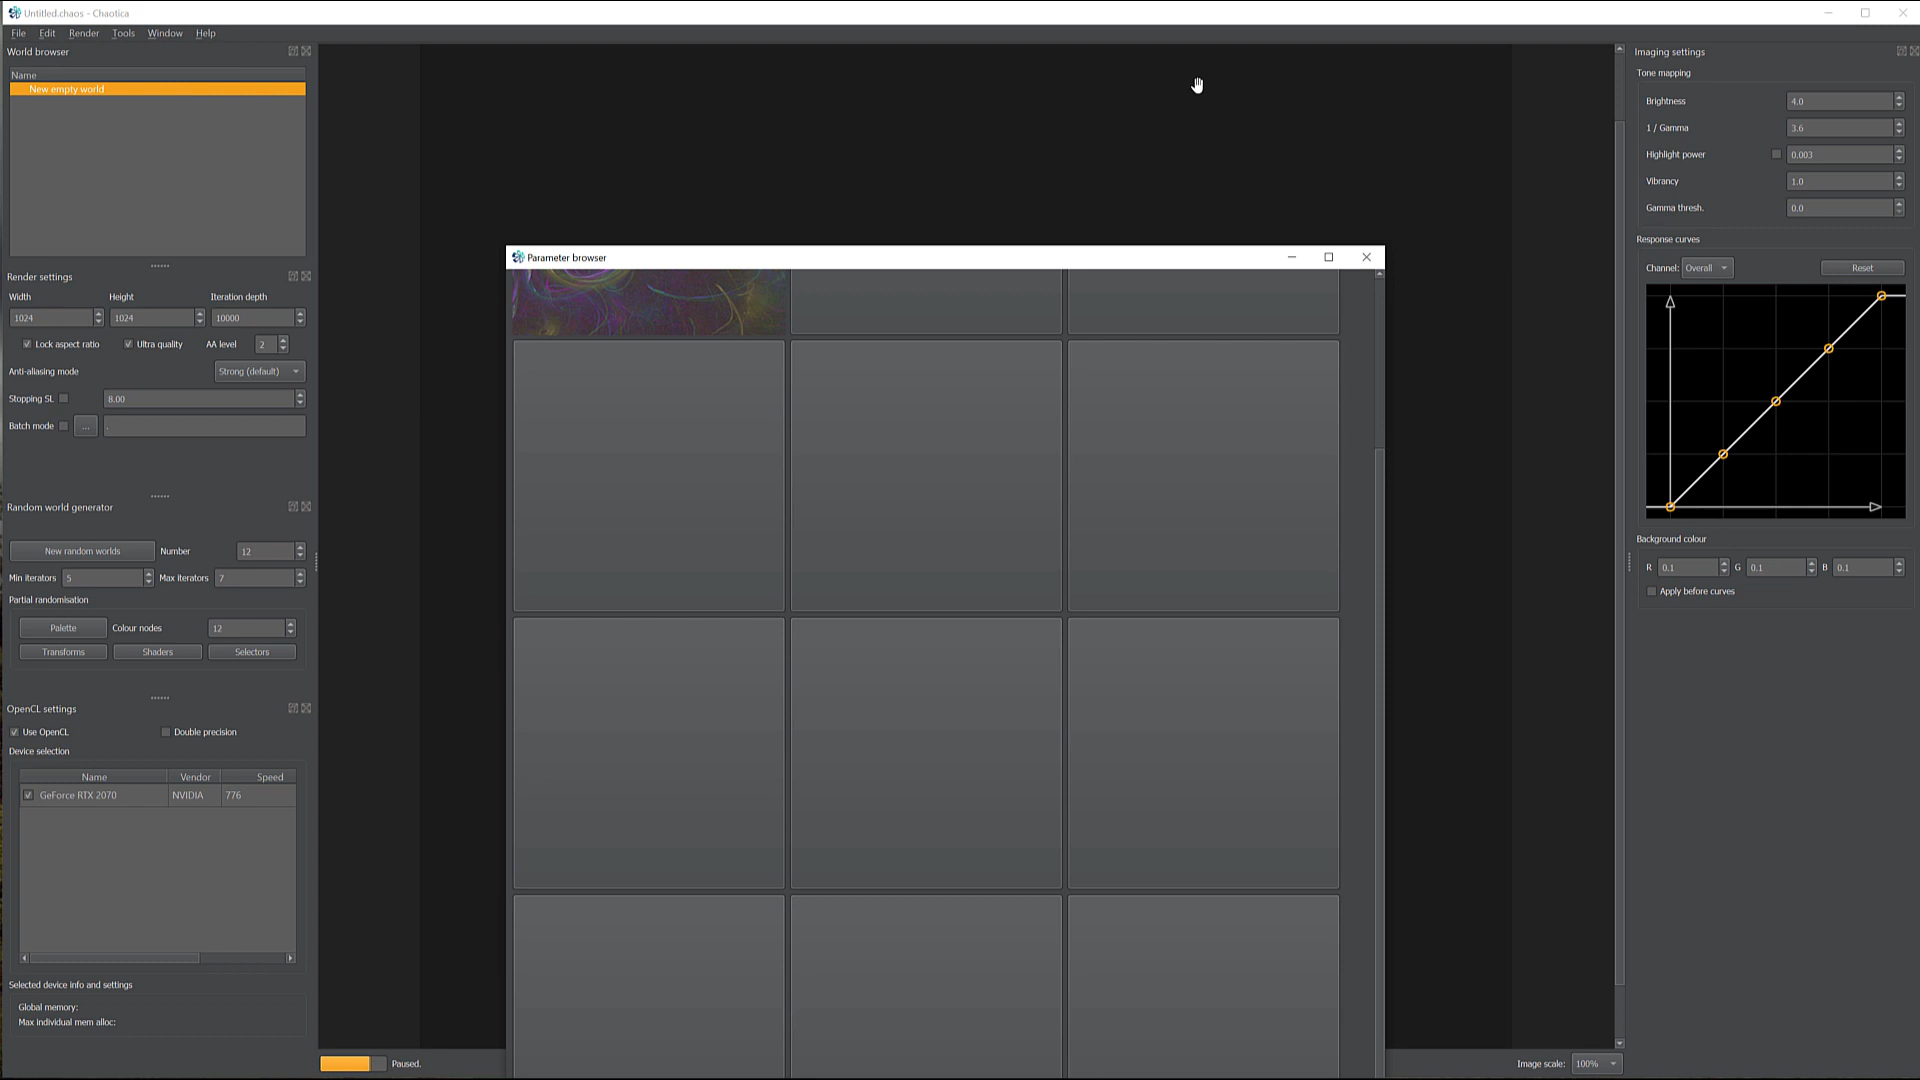 Untitled.chaos - Chaotica
File Edit Render Tools Window Help
World browser
Name
New empty world
Render settings
Width Height Iteration depth
1024 1024 10000
Lock aspect ratio Ultra quality AA level 2
Anti-aliasing mode Strong (default)
Stopping SL 8.00
Batch mode ... .
Random world generator
New random worlds Number 12
Min iterators 5 Max iterators 7
Partial randomisation
Palette Colour nodes 12
Transforms Shaders Selectors
OpenCL settings
Use OpenCL Double precision
Device selection
Name Vendor Speed
GeForce RTX 2070 NVIDIA 776
Selected device info and settings
Global memory:
Max individual mem alloc:
Parameter browser
Paused.
Image scale: 100%
Imaging settings
Tone mapping
Brightness 4.0
1 / Gamma 3.6
Highlight power 0.003
Vibrancy 1.0
Gamma thresh. 0.0
Response curves
Channel: Overall Reset
Background colour
R 0.1 G 0.1 B 0.1
Apply before curves